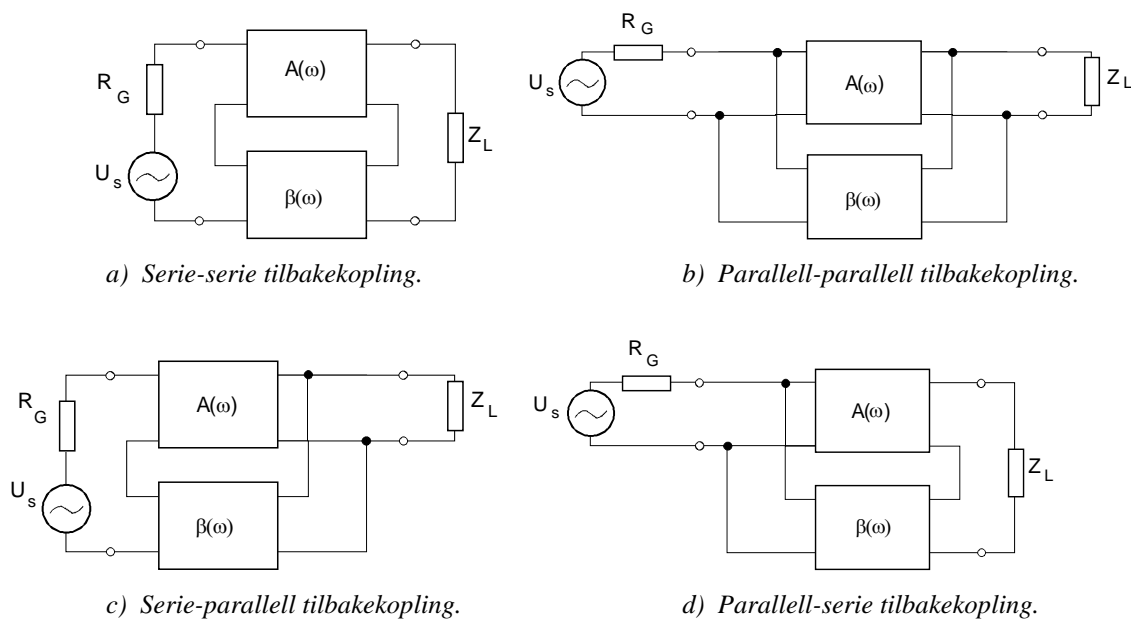 R G
U s
A(ω)
β(ω)
Z L
a) Serie-serie tilbakekopling.
R G
U s
A(ω)
β(ω)
Z L
b) Parallell-parallell tilbakekopling.
R G
U s
A(ω)
β(ω)
Z L
c) Serie-parallell tilbakekopling.
R G
U s
A(ω)
β(ω)
Z L
d) Parallell-serie tilbakekopling.